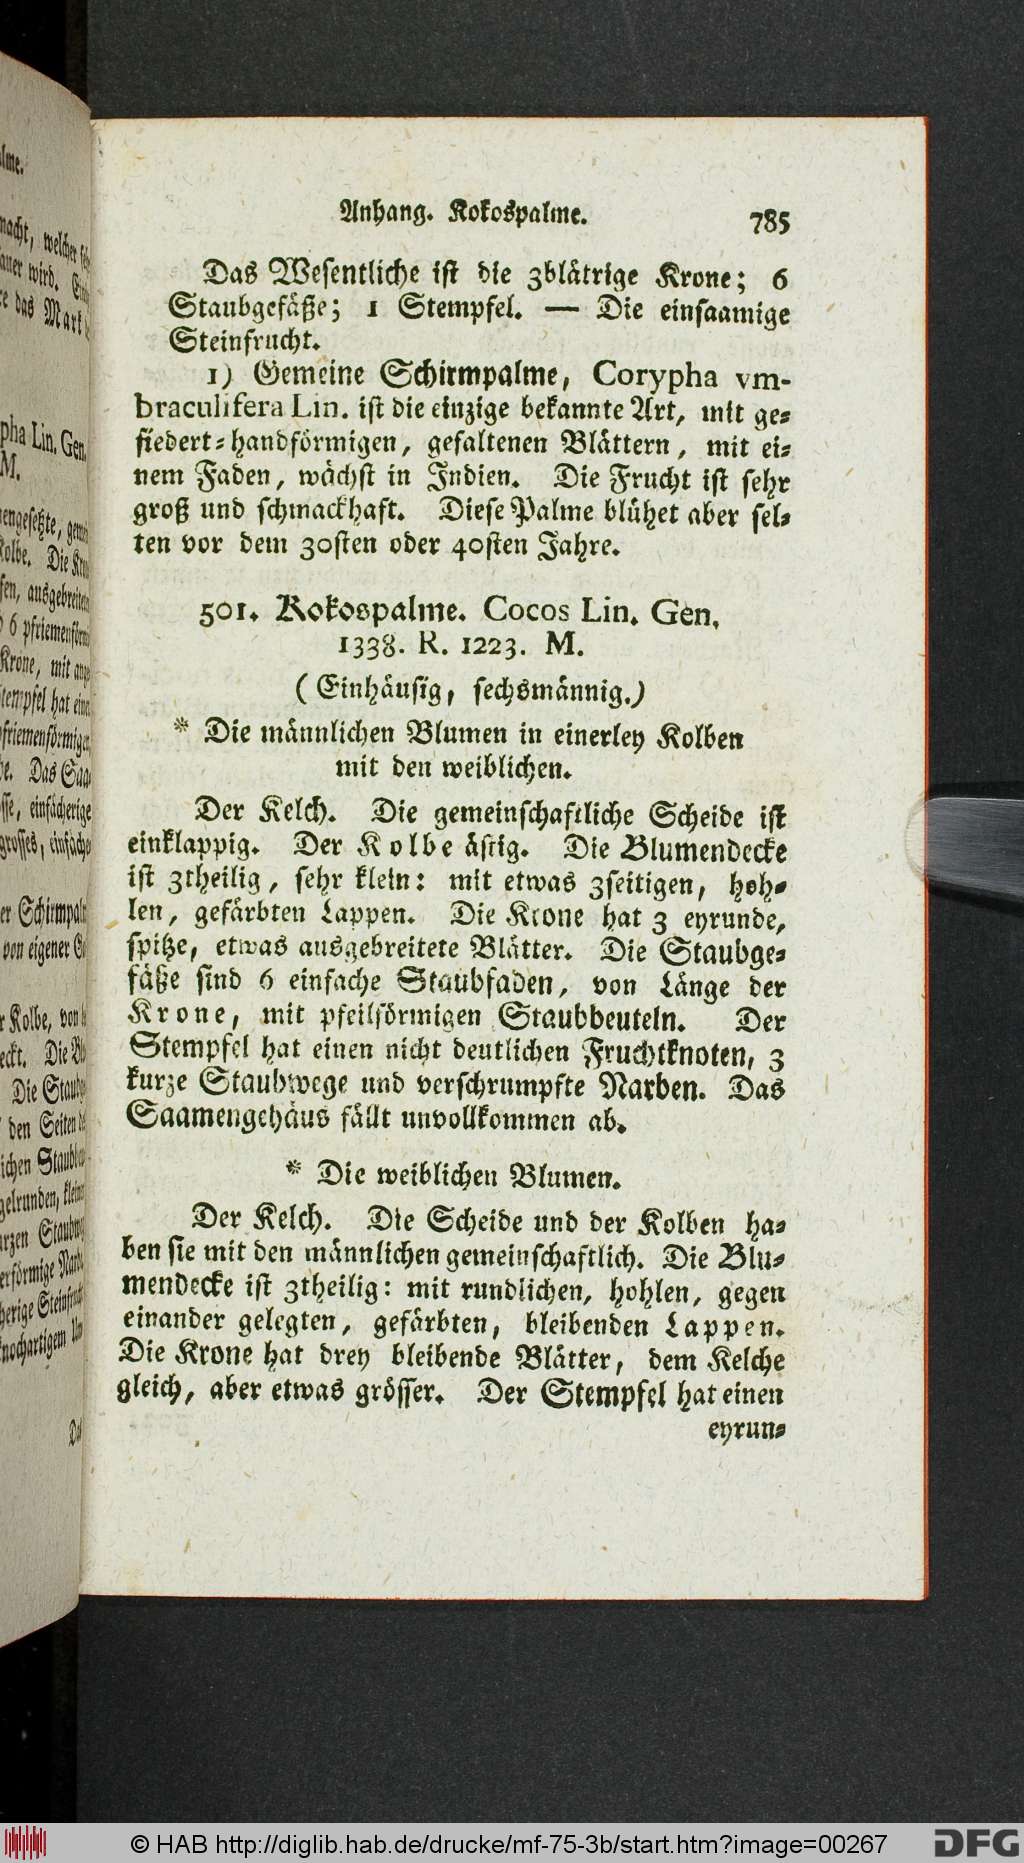 Anhang. Kokospalme. 785
Das Wesentliche ist die 3blätrige Krone; 6
Staubgefäße; 1 Stempfel. — Die einsaamige
Steinfrucht.
1) Gemeine Schirmpalme, Corypha vm-
braculifera Lin. ist die einzige bekannte Art, mit ge-
fiedert-handförmigen, gefaltenen Blättern, mit ei-
nem Faden, wächst in Indien. Die Frucht ist sehr
groß und schmackhaft. Diese Palme blühet aber sel-
ten vor dem 30sten oder 40sten Jahre.
501. Kokospalme. Cocos Lin. Gen.
1338. R. 1223. M.
(Einhäusig, sechsmännig.)
* Die männlichen Blumen in einerley Kolben
mit den weiblichen.
Der Kelch. Die gemeinschaftliche Scheide ist
einklappig. Der Kolbe ästig. Die Blumendecke
ist 3theilig, sehr klein: mit etwas 3seitigen, hoh-
len, gefärbten Lappen. Die Krone hat 3 eyrunde,
spitze, etwas ausgebreitete Blätter. Die Staubge-
fäße sind 6 einfache Staubfaden, von Länge der
Krone, mit pfeilförmigen Staubbeuteln. Der
Stempfel hat einen nicht deutlichen Fruchtknoten, 3
kurze Staubwege und verschrumpfte Narben. Das
Saamengehäus fällt unvollkommen ab.
* Die weiblichen Blumen.
Der Kelch. Die Scheide und der Kolben ha-
ben sie mit den männlichen gemeinschaftlich. Die Blu-
mendecke ist 3theilig: mit rundlichen, hohlen, gegen
einander gelegten, gefärbten, bleibenden Lappen.
Die Krone hat drey bleibende Blätter, dem Kelche
gleich, aber etwas grösser. Der Stempfel hat einen
eyrun-
© HAB http://diglib.hab.de/drucke/mf-75-3b/start.htm?image=00267
DFG